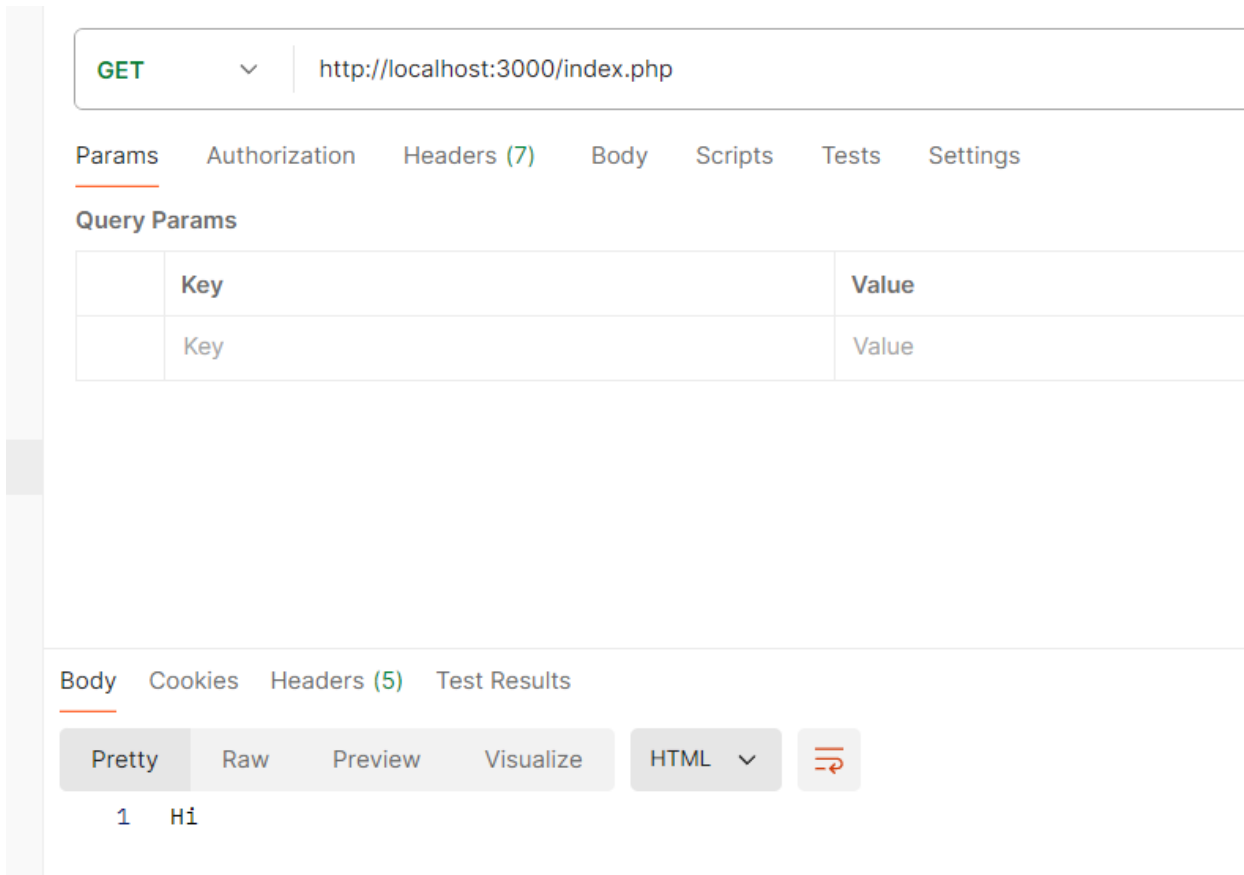 GET http://localhost:3000/index.php
Params Authorization Headers (7) Body Scripts Tests Settings
Query Params
Key Value
Key Value
Body Cookies Headers (5) Test Results
Pretty Raw Preview Visualize HTML
1 Hi